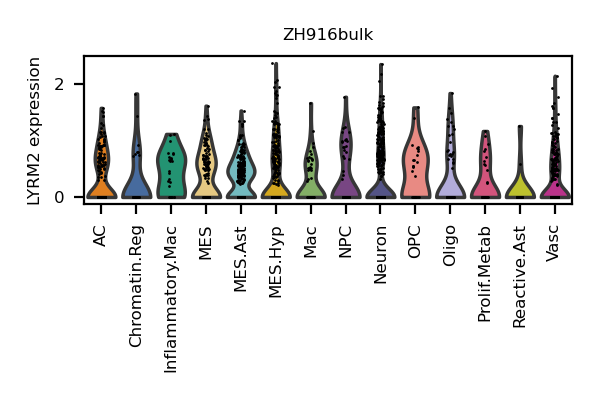 ZH916bulk
LYRM2 expression
2
0
AC
Chromatin.Reg
Inflammatory.Mac
MES
MES.Ast
MES.Hyp
Mac
NPC
Neuron
OPC
Oligo
Prolif.Metab
Reactive.Ast
Vasc